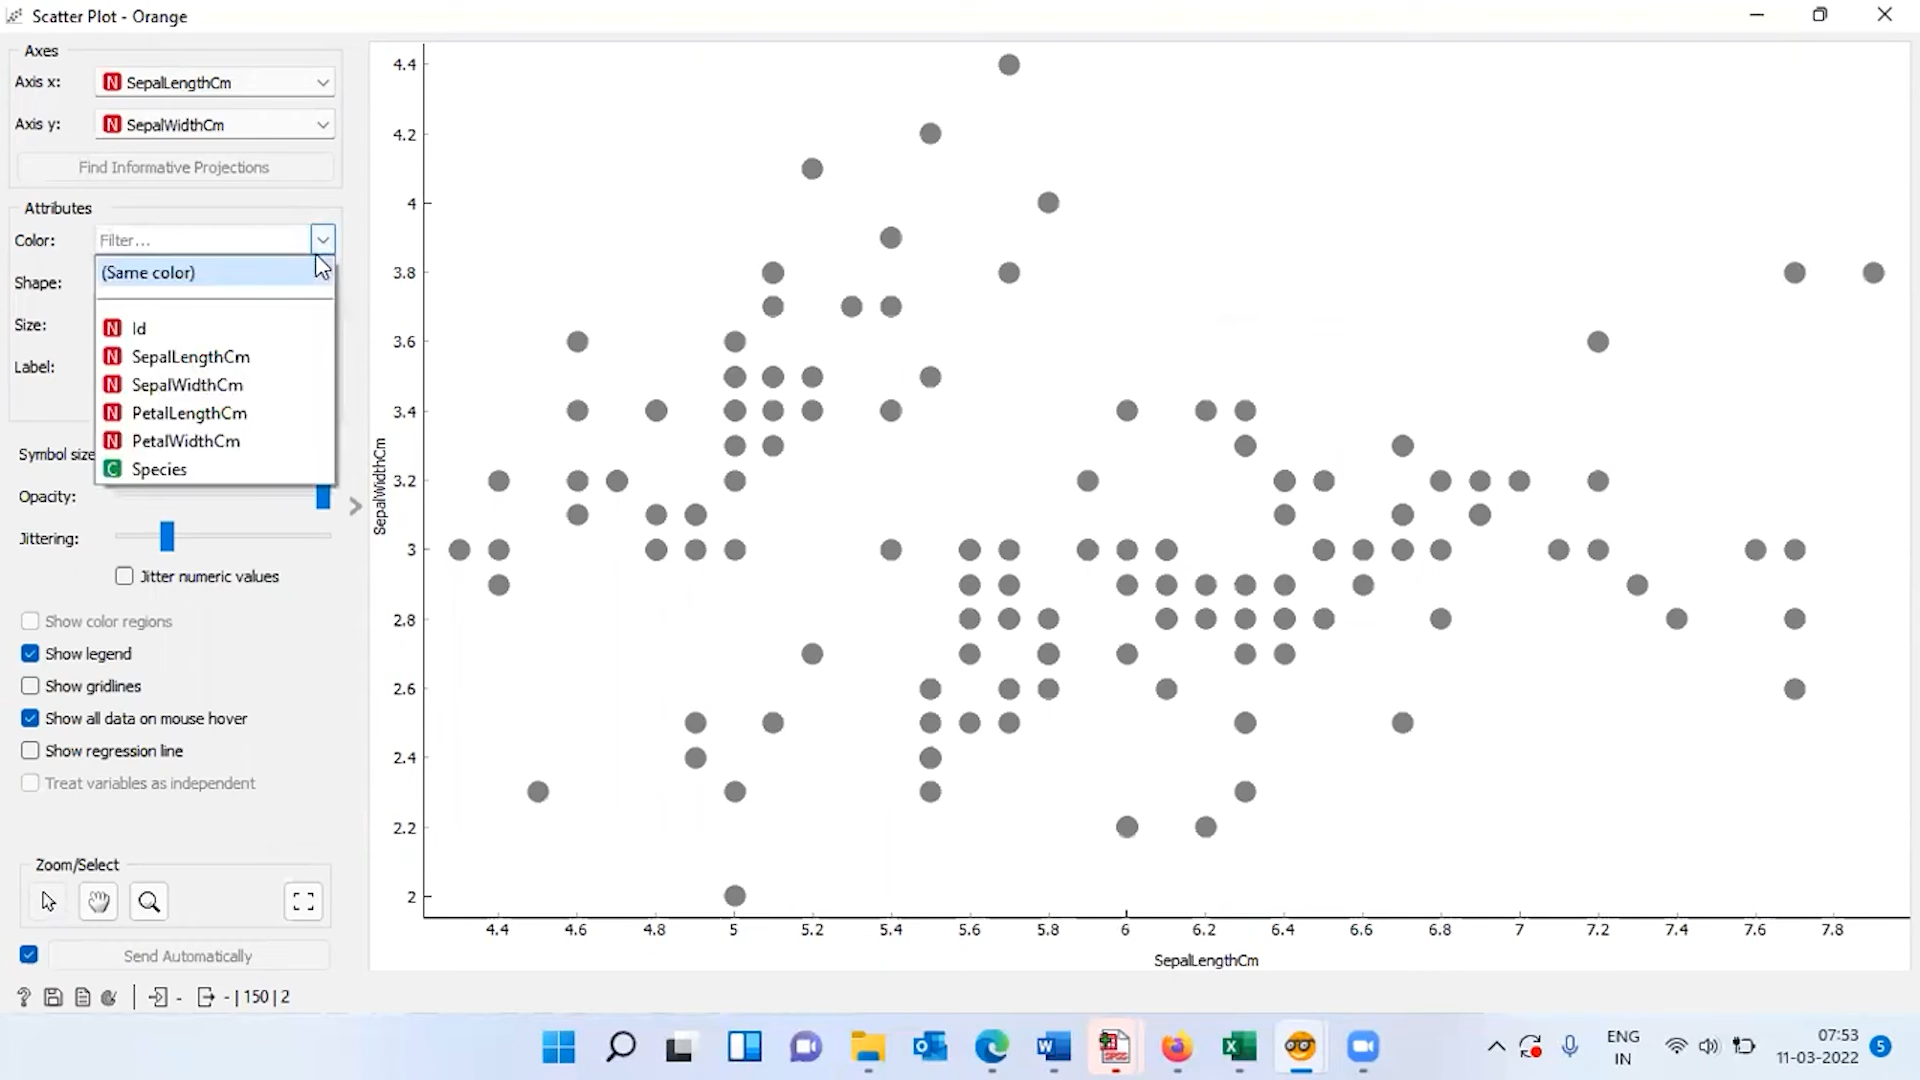 Scatter Plot - Orange
Axes
Axis x: N SepalLengthCm
Axis y: N SepalWidthCm
Find Informative Projections
Attributes
Color: Filter...
(Same color)
Shape:
N Id
Size:
N SepalLengthCm
Label:
N SepalWidthCm
N PetalLengthCm
N PetalWidthCm
Symbol size
C Species
Opacity:
Jittering:
Jitter numeric values
Show color regions
Show legend
Show gridlines
Show all data on mouse hover
Show regression line
Treat variables as independent
Zoom/Select
Send Automatically
? - - | 150 | 2
4.4
4.2
4
3.8
3.6
3.4
3.2
3
2.8
2.6
2.4
2.2
2
SepalWidthCm
4.4 4.6 4.8 5 5.2 5.4 5.6 5.8 6 6.2 6.4 6.6 6.8 7 7.2 7.4 7.6 7.8
SepalLengthCm
SPSS
ENG
IN
07:53
11-03-2022
5